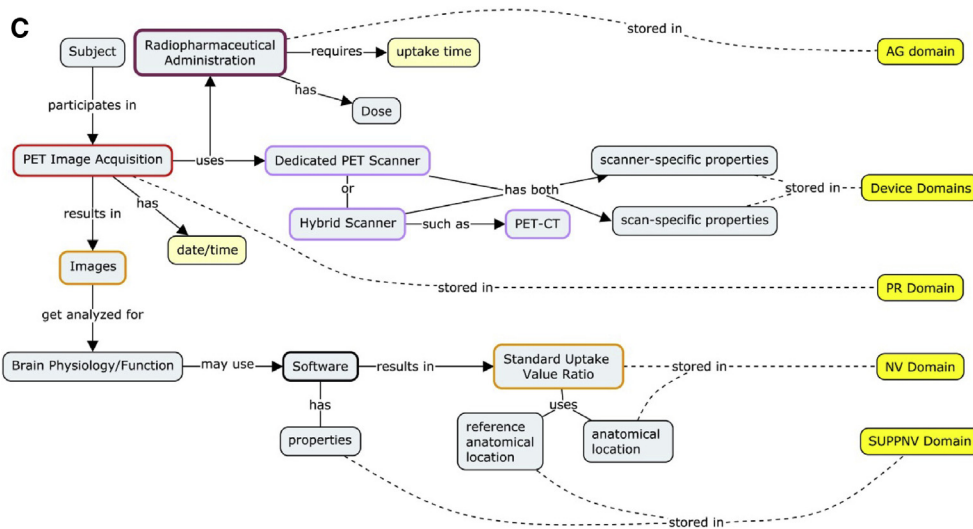 C
Subject
Radiopharmaceutical
Administration
requires
uptake time
stored in
AG domain
has
Dose
participates in
PET Image Acquisition
uses
Dedicated PET Scanner
scanner-specific properties
or
has both
stored in
Device Domains
results in
has
Hybrid Scanner
such as
PET-CT
scan-specific properties
date/time
Images
stored in
PR Domain
get analyzed for
Brain Physiology/Function
may use
Software
results in
Standard Uptake
Value Ratio
stored in
NV Domain
has
uses
properties
reference
anatomical
location
anatomical
location
SUPPNV Domain
stored in